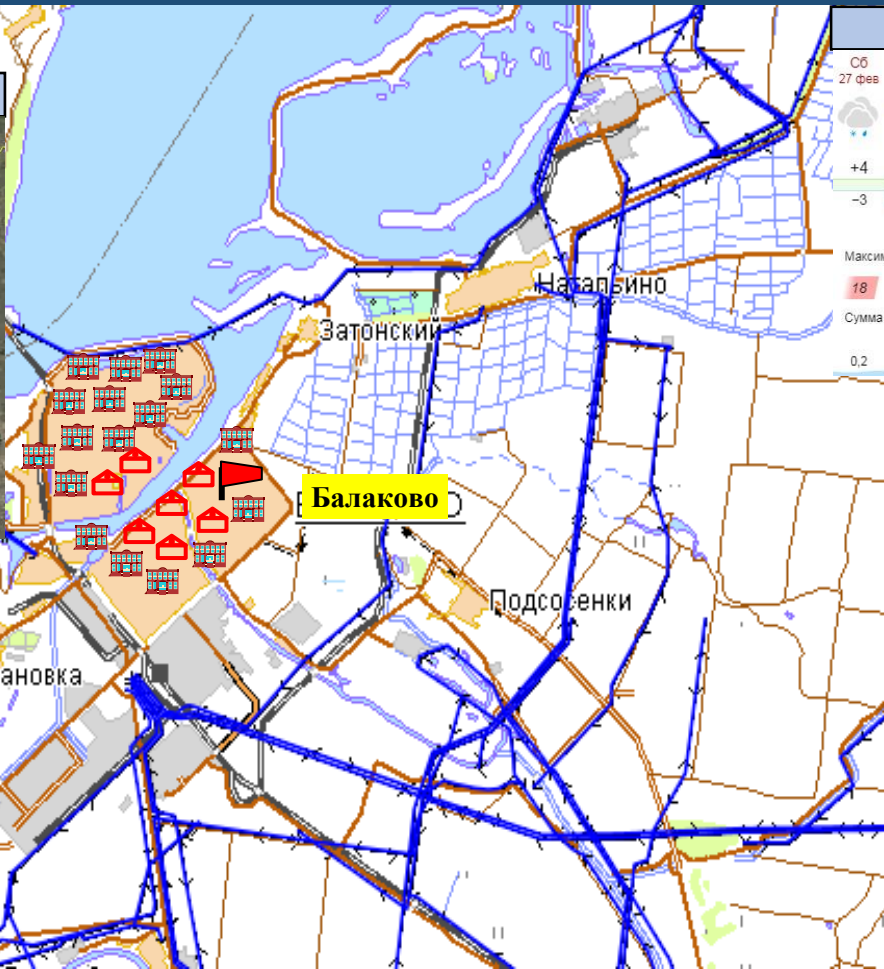 Сб
27 фев
+4
−3
Максим
18
Сумма
0,2
Натальино
Затонский
Балаково
Подсосенки
ановка